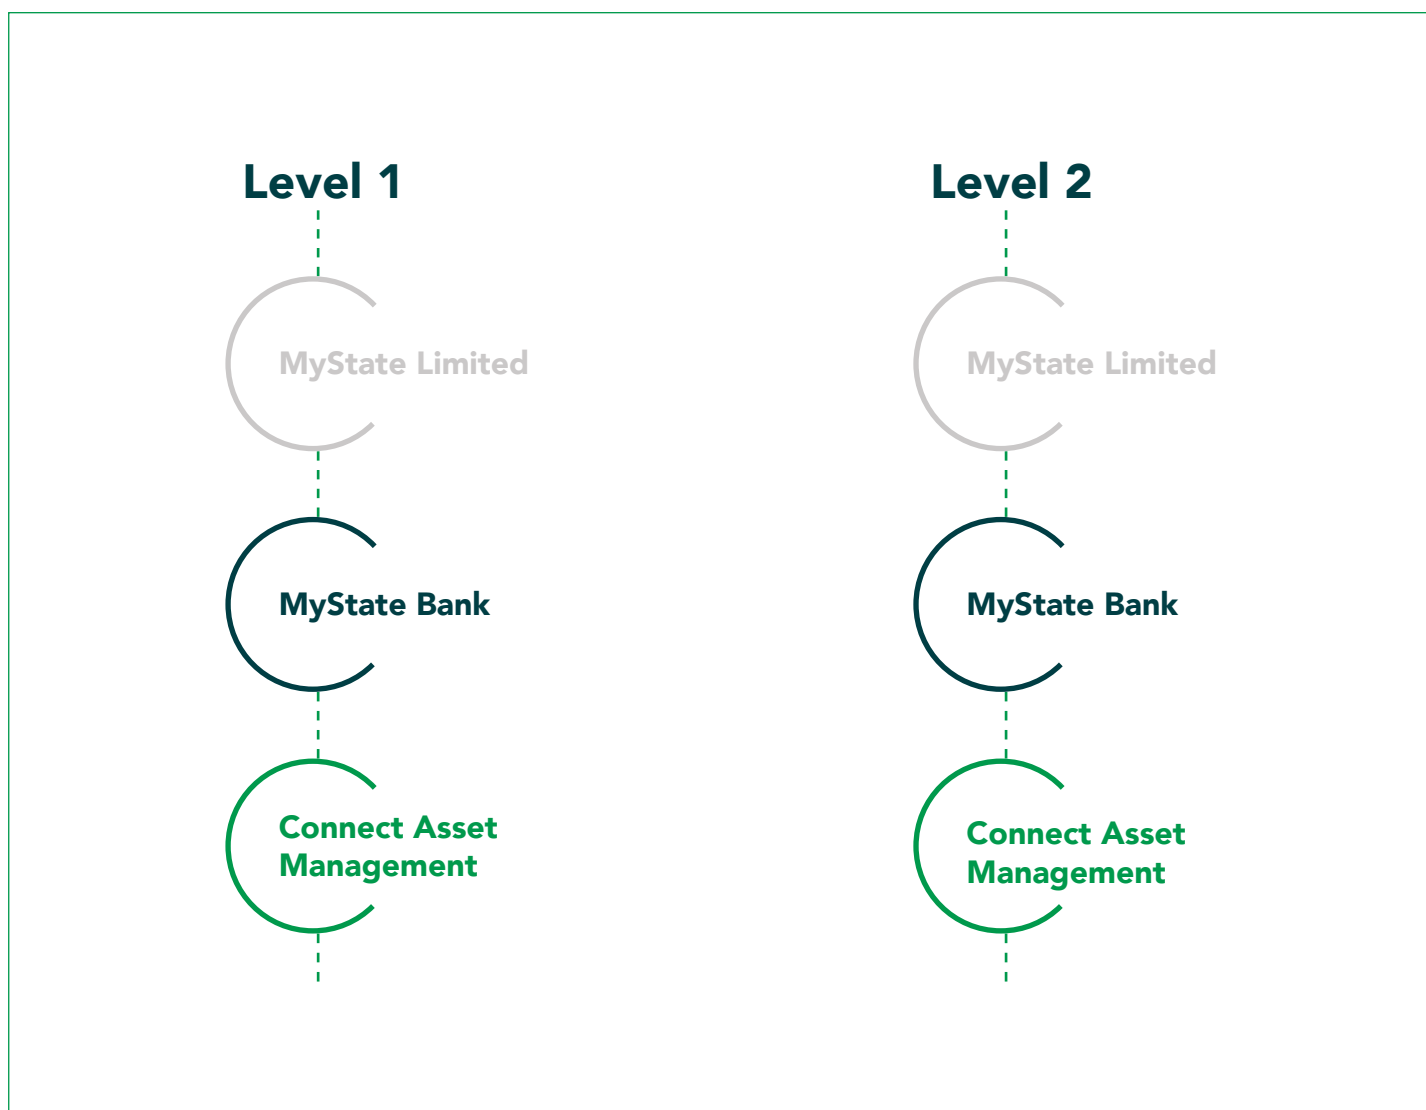 Level 1
MyState Limited
MyState Bank
Connect Asset
Management
Level 2
MyState Limited
MyState Bank
Connect Asset
Management